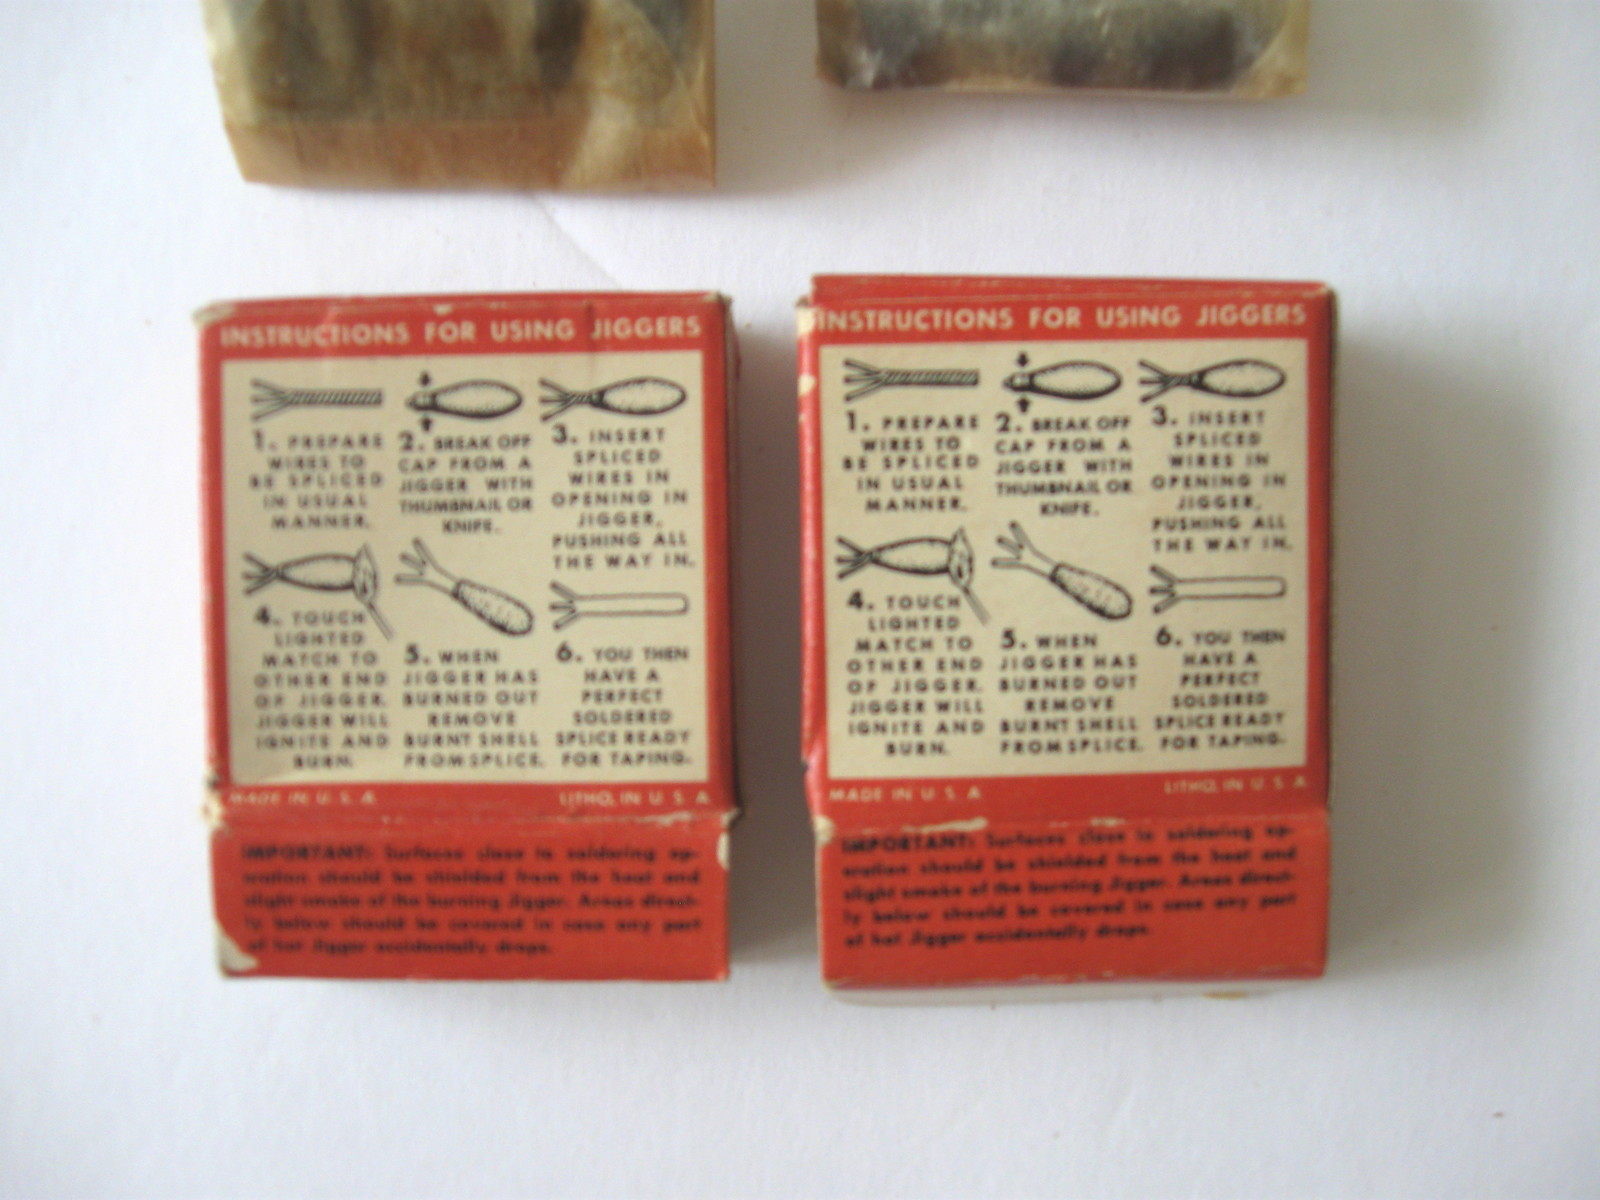 INSTRUCTIONS FOR USING JIGGERS
1. PREPARE
WIRES TO
BE SPLICED
IN USUAL
MANNER.
2. BREAK OFF
CAP FROM A
JIGGER WITH
THUMBNAIL OR
KNIFE.
3. INSERT
SPLICED
WIRES IN
OPENING IN
JIGGER,
PUSHING ALL
THE WAY IN.
4. TOUCH
LIGHTED
MATCH TO
OTHER END
OF JIGGER.
JIGGER WILL
IGNITE AND
BURN.
5. WHEN
JIGGER HAS
BURNED OUT
REMOVE
BURNT SHELL
FROM SPLICE.
6. YOU THEN
HAVE A
PERFECT
SOLDERED
SPLICE READY
FOR TAPING.
MADE IN U.S.A
LITHO. IN U.S.A
IMPORTANT: Surfaces close to soldering op-
eration should be shielded from the heat and
slight smoke of the burning Jigger. Areas direct-
ly below should be covered in case any part
of hot Jigger accidentally drops.
INSTRUCTIONS FOR USING JIGGERS
1. PREPARE
WIRES TO
BE SPLICED
IN USUAL
MANNER.
2. BREAK OFF
CAP FROM A
JIGGER WITH
THUMBNAIL OR
KNIFE.
3. INSERT
SPLICED
WIRES IN
OPENING IN
JIGGER,
PUSHING ALL
THE WAY IN.
4. TOUCH
LIGHTED
MATCH TO
OTHER END
OF JIGGER.
JIGGER WILL
IGNITE AND
BURN.
5. WHEN
JIGGER HAS
BURNED OUT
REMOVE
BURNT SHELL
FROM SPLICE.
6. YOU THEN
HAVE A
PERFECT
SOLDERED
SPLICE READY
FOR TAPING.
MADE IN U.S.A
LITHO. IN U.S.A
IMPORTANT: Surfaces close to soldering op-
eration should be shielded from the heat and
slight smoke of the burning Jigger. Areas direct-
ly below should be covered in case any part
of hot Jigger accidentally drops.